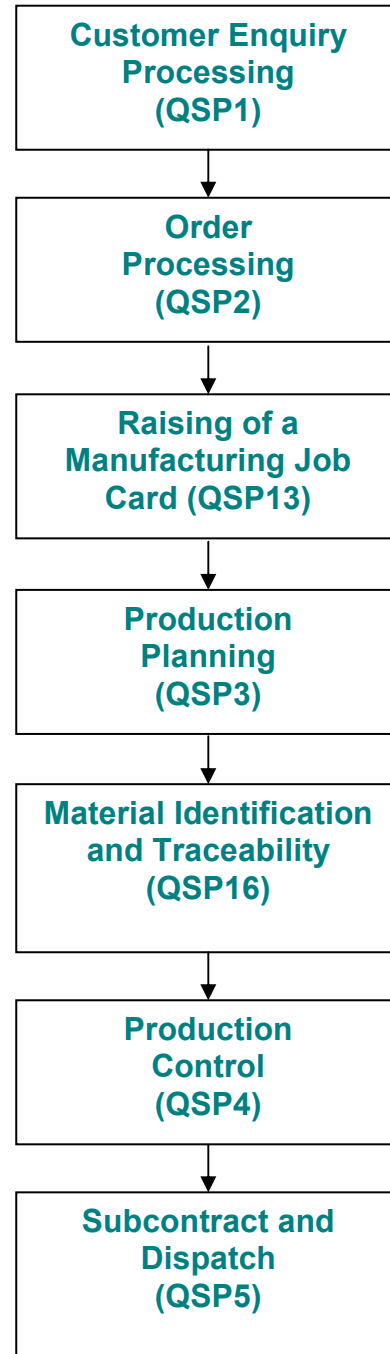 Customer Enquiry
Processing
(QSP1)
Order
Processing
(QSP2)
Raising of a
Manufacturing Job
Card (QSP13)
Production
Planning
(QSP3)
Material Identification
and Traceability
(QSP16)
Production
Control
(QSP4)
Subcontract and
Dispatch
(QSP5)